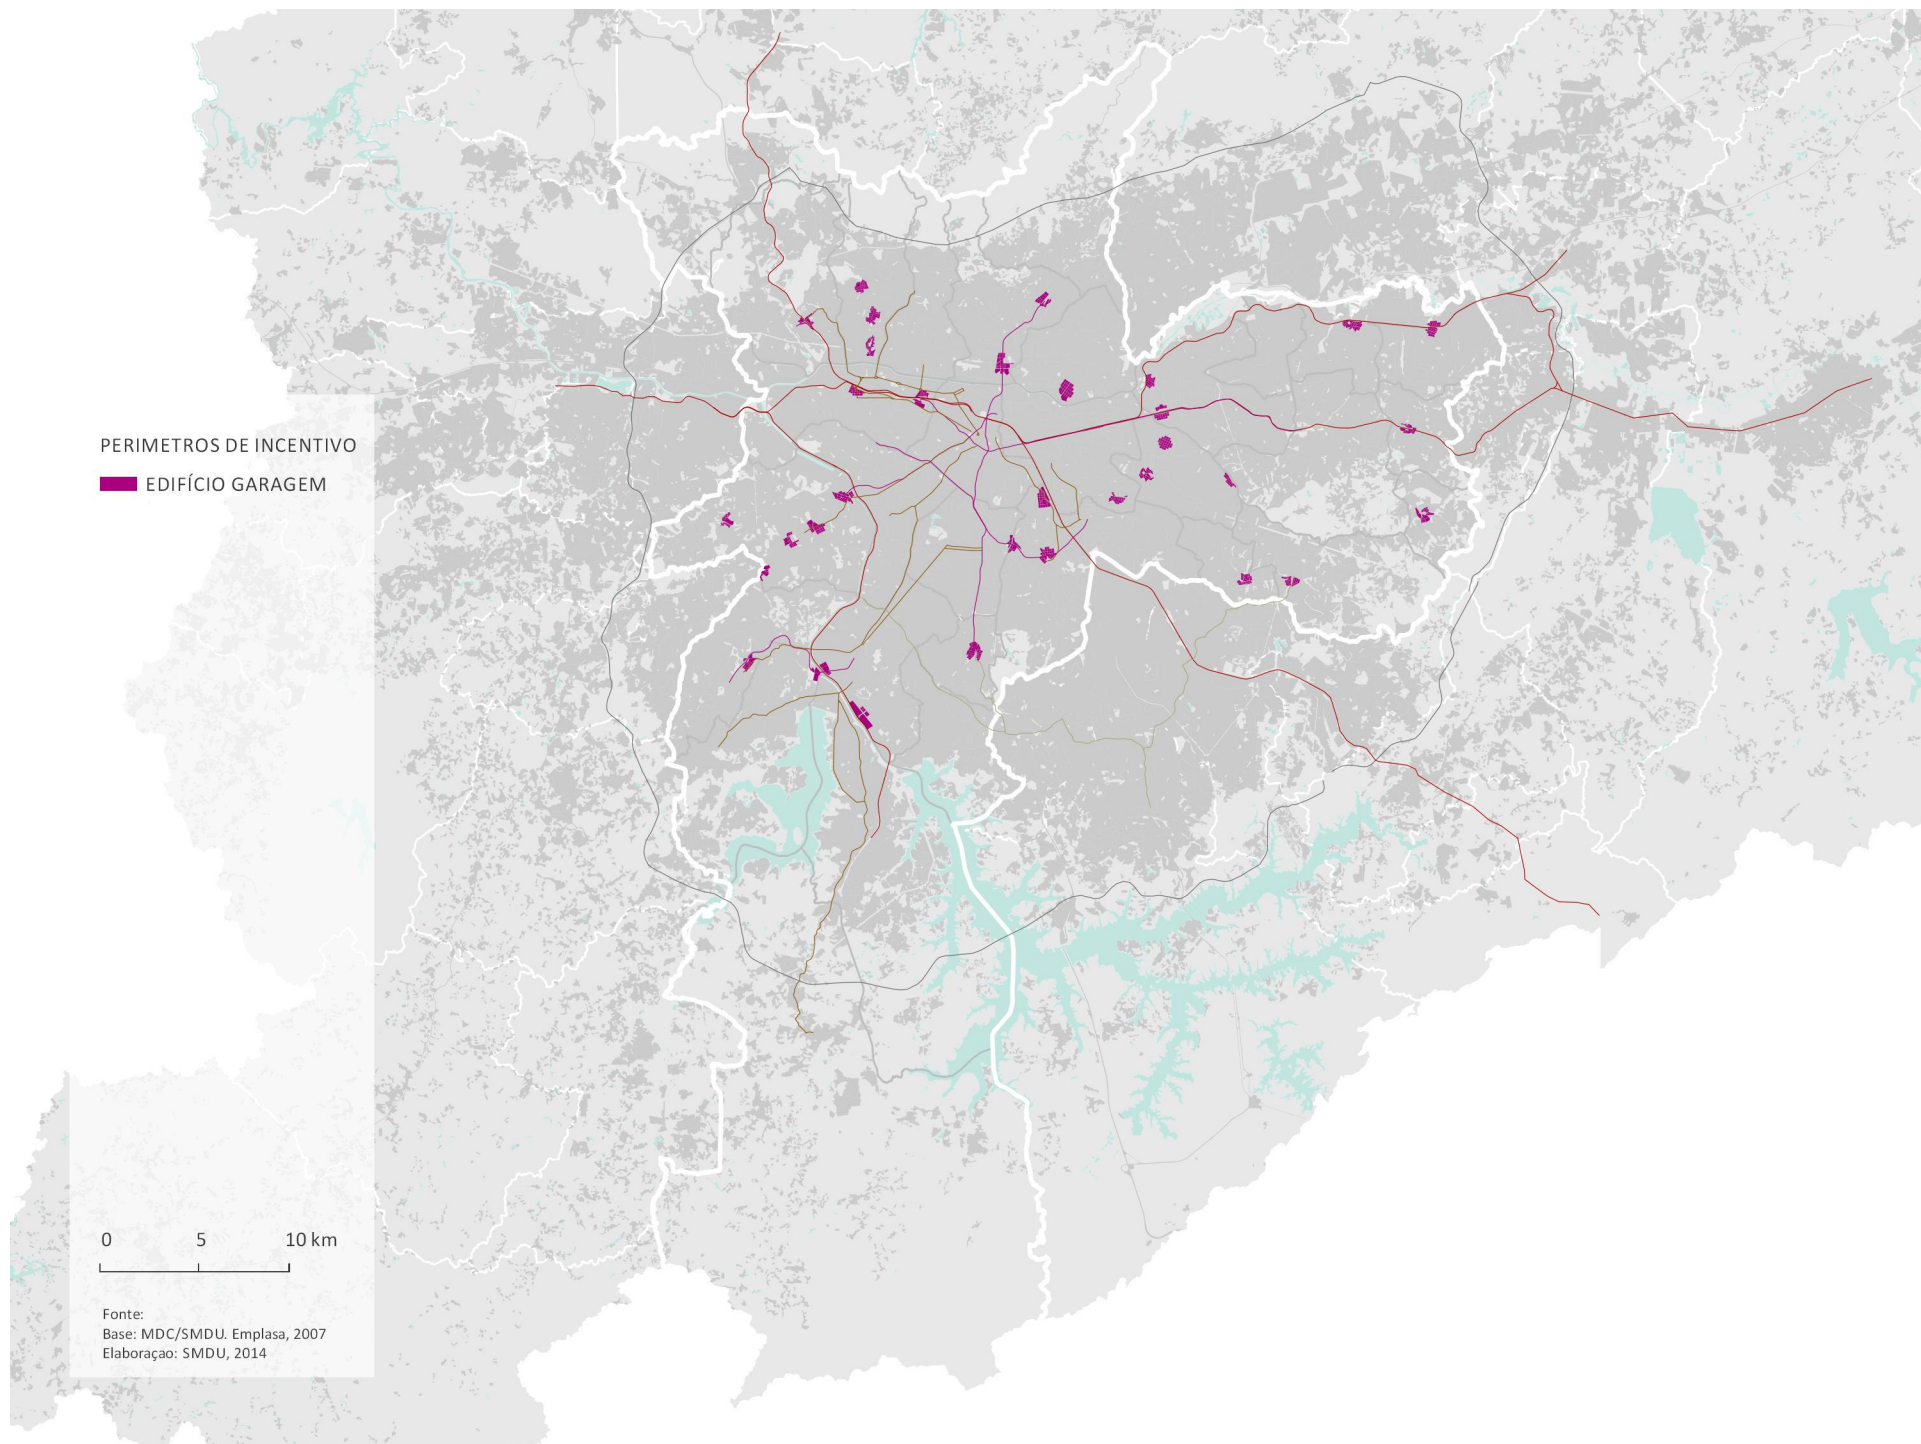 PERIMETROS DE INCENTIVO
EDIFÍCIO GARAGEM
0 5 10 km
Fonte:
Base: MDC/SMDU. Emplasa, 2007
Elaboraçao: SMDU, 2014